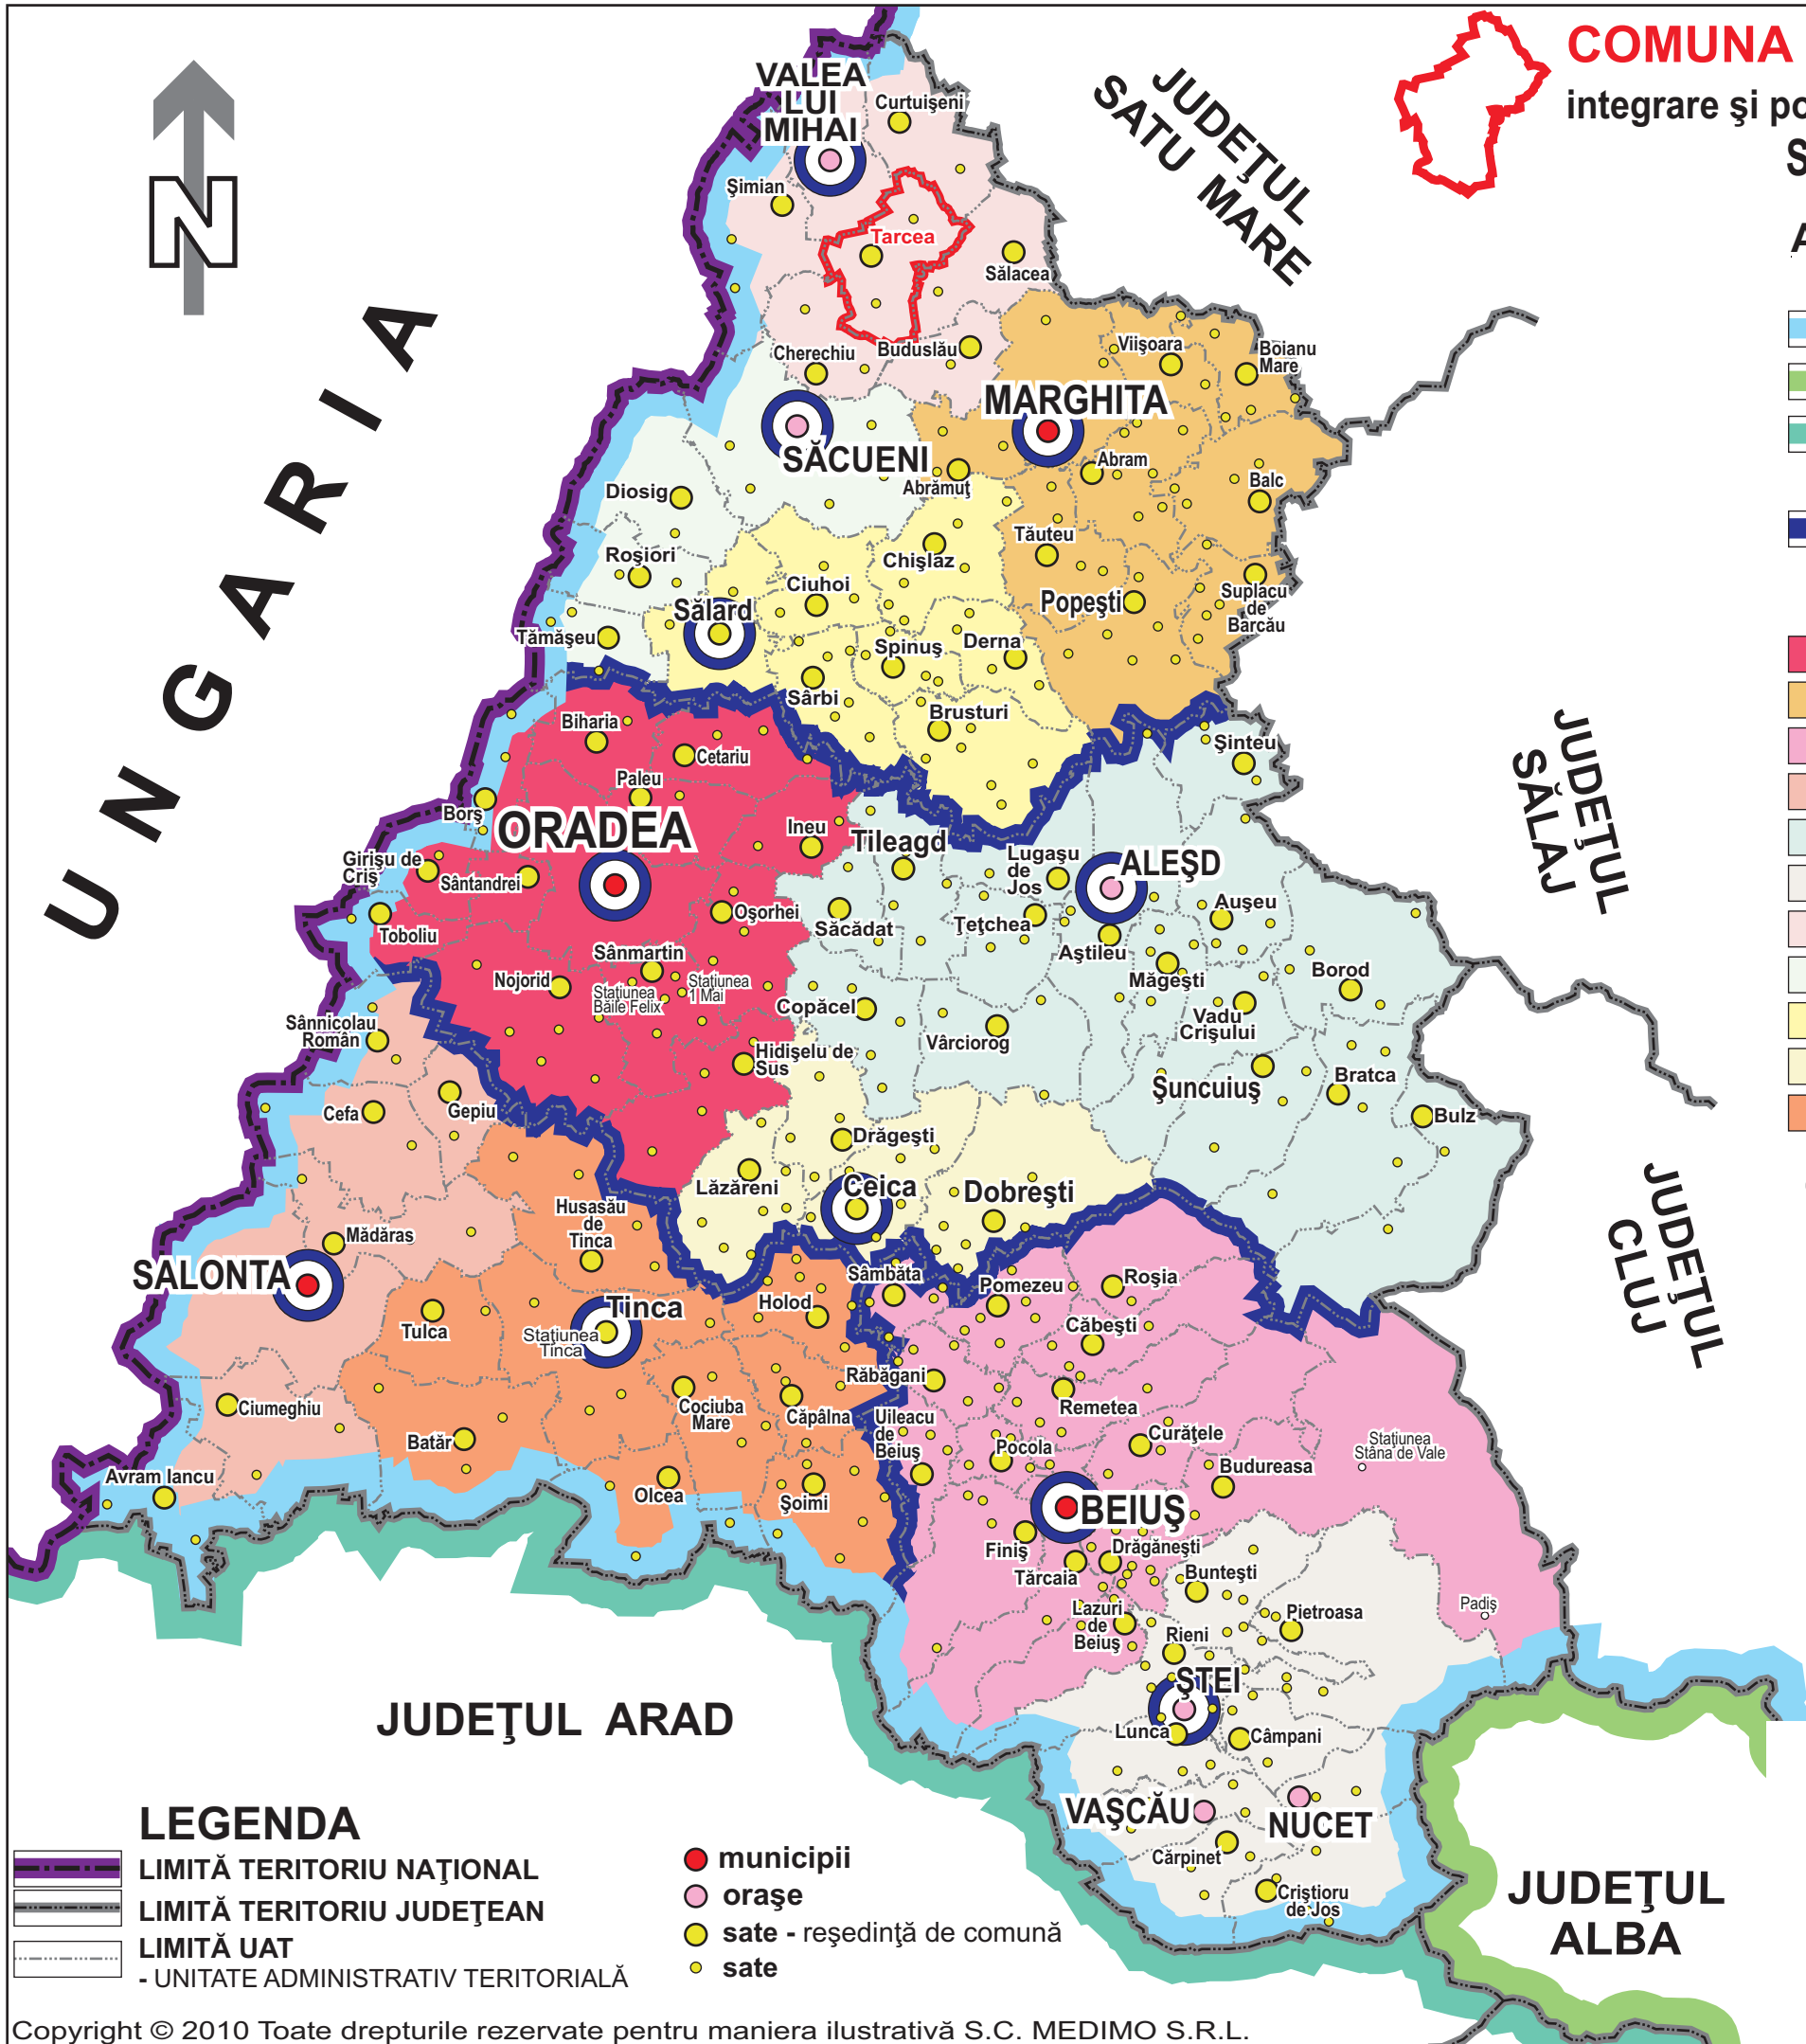 COMUNA
integrare şi po
S
A
N
UNGARIA
JUDEŢUL
SATU MARE
JUDEŢUL
SĂLAJ
JUDEŢUL
CLUJ
JUDEŢUL ARAD
JUDEŢUL
ALBA
VALEA
LUI
MIHAI
Curtuişeni
Şimian
Tarcea
Sălacea
Cherechiu
Buduslău
Viişoara
Boianu
Mare
MARGHITA
SĂCUENI
Abrămuţ
Abram
Balc
Diosig
Roşiori
Tăuteu
Chişlaz
Ciuhoi
Sălard
Popeşti
Suplacu
de
Barcău
Tămăşeu
Spinuş
Derna
Sârbi
Brusturi
Biharia
Cetariu
Şinteu
Paleu
Borş
ORADEA
Ineu
Tileagd
Lugaşu
de
Jos
ALEŞD
Girişu de
Criş
Sântandrei
Oşorhei
Săcădat
Ţeţchea
Auşeu
Toboliu
Aştileu
Sânmartin
Nojorid
Staţiunea
Băile Felix
Staţiunea
1 Mai
Măgeşti
Borod
Copăcel
Vârciorog
Vadu
Crişului
Sânnicolau
Român
Hidişelu de
Sus
Şuncuiuş
Bratca
Cefa
Gepiu
Bulz
Drăgeşti
Lăzăreni
Ceica
Dobreşti
Husasău
de
Tinca
Mădăras
SALONTA
Sâmbăta
Pomezeu
Roşia
Tulca
Tinca
Staţiunea
Tinca
Holod
Căbeşti
Răbăgani
Ciumeghiu
Cociuba
Mare
Căpâlna
Remetea
Uileacu
de
Beiuş
Batăr
Pocola
Curăţele
Staţiunea
Stâna de Vale
Budureasa
Avram Iancu
Olcea
Şoimi
BEIUŞ
Finiş
Drăgăneşti
Tărcaia
Bunteşti
Lazuri
de
Beiuş
Pietroasa
Padiş
Rieni
ŞTEI
Lunca
Câmpani
VAŞCĂU
NUCET
Cărpinet
Criştioru
de Jos
LEGENDA
LIMITĂ TERITORIU NAŢIONAL
LIMITĂ TERITORIU JUDEŢEAN
LIMITĂ UAT
- UNITATE ADMINISTRATIV TERITORIALĂ
municipii
oraşe
sate - reşedinţă de comună
sate
Copyright © 2010 Toate drepturile rezervate pentru maniera ilustrativă S.C. MEDIMO S.R.L.